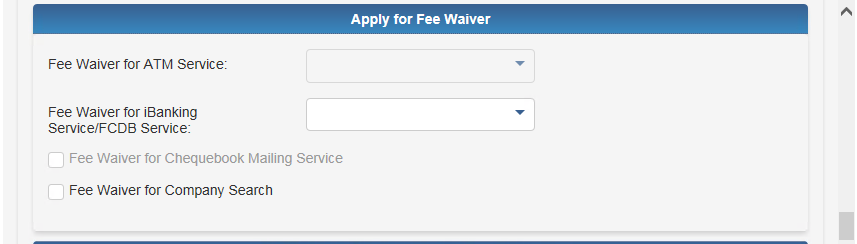 Apply for Fee Waiver
Fee Waiver for ATM Service:
Fee Waiver for iBanking
Service/FCDB Service:
Fee Waiver for Chequebook Mailing Service
Fee Waiver for Company Search